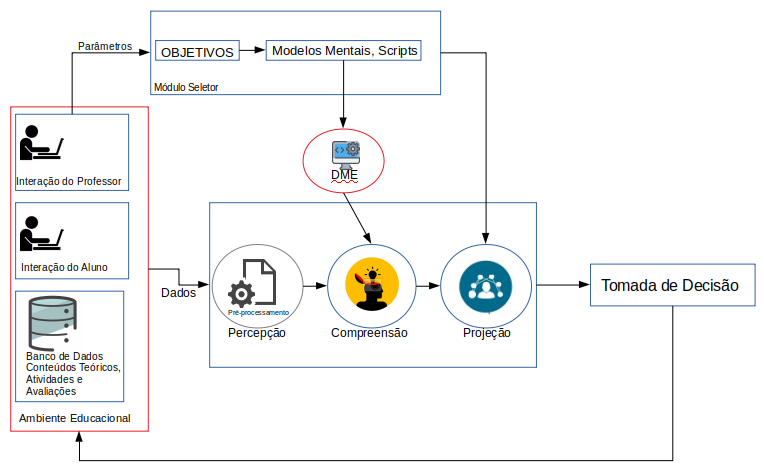 Parâmetros
OBJETIVOS
Modelos Mentais, Scripts
Módulo Seletor
DME
Interação do Professor
Interação do Aluno
Dados
Banco de Dados
Conteúdos Teóricos,
Atividades e
Avaliações
Ambiente Educacional
Pré-processamento
Percepção
Compreensão
Projeção
Tomada de Decisão